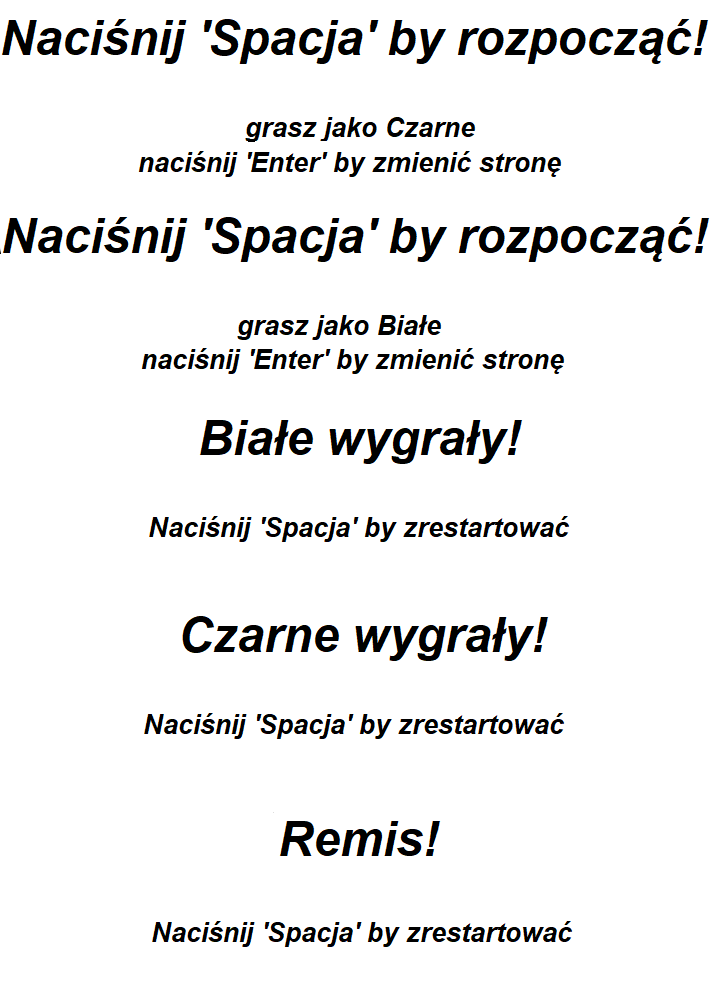 Naciśnij 'Spacja' by rozpocząć!
grasz jako Czarne
naciśnij 'Enter' by zmienić stronę
Naciśnij 'Spacja' by rozpocząć!
grasz jako Białe
naciśnij 'Enter' by zmienić stronę
Białe wygrały!
Naciśnij 'Spacja' by zrestartować
Czarne wygrały!
Naciśnij 'Spacja' by zrestartować
Remis!
Naciśnij 'Spacja' by zrestartować